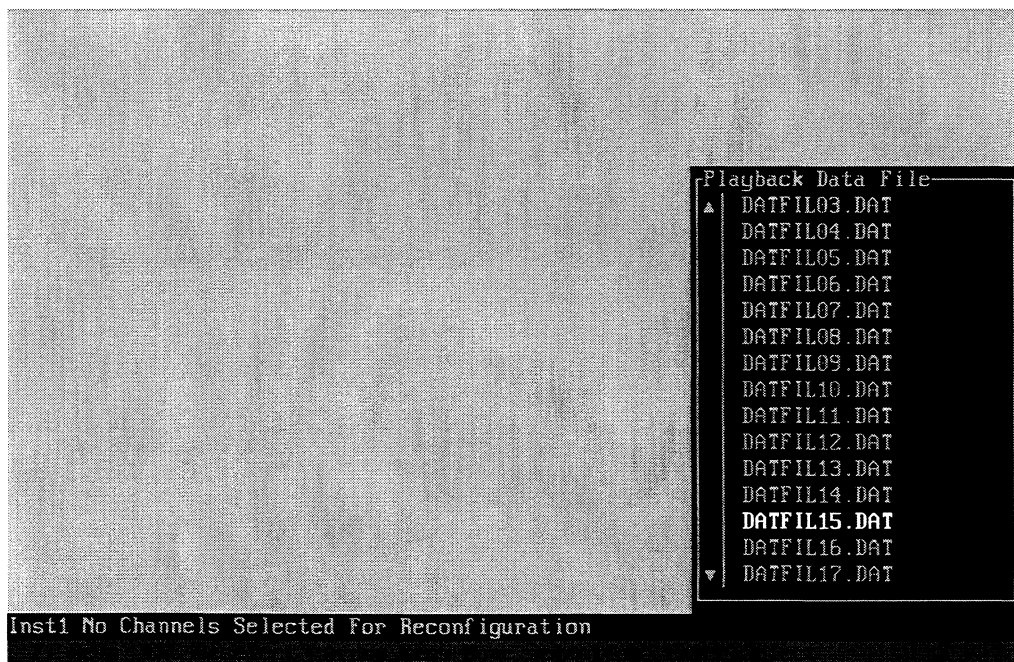 Playback Data File
DATFIL03.DAT
DATFIL04.DAT
DATFIL05.DAT
DATFIL06.DAT
DATFIL07.DAT
DATFIL08.DAT
DATFIL09.DAT
DATFIL10.DAT
DATFIL11.DAT
DATFIL12.DAT
DATFIL13.DAT
DATFIL14.DAT
DATFIL15.DAT
DATFIL16.DAT
DATFIL17.DAT
Inst1 No Channels Selected For Reconfiguration